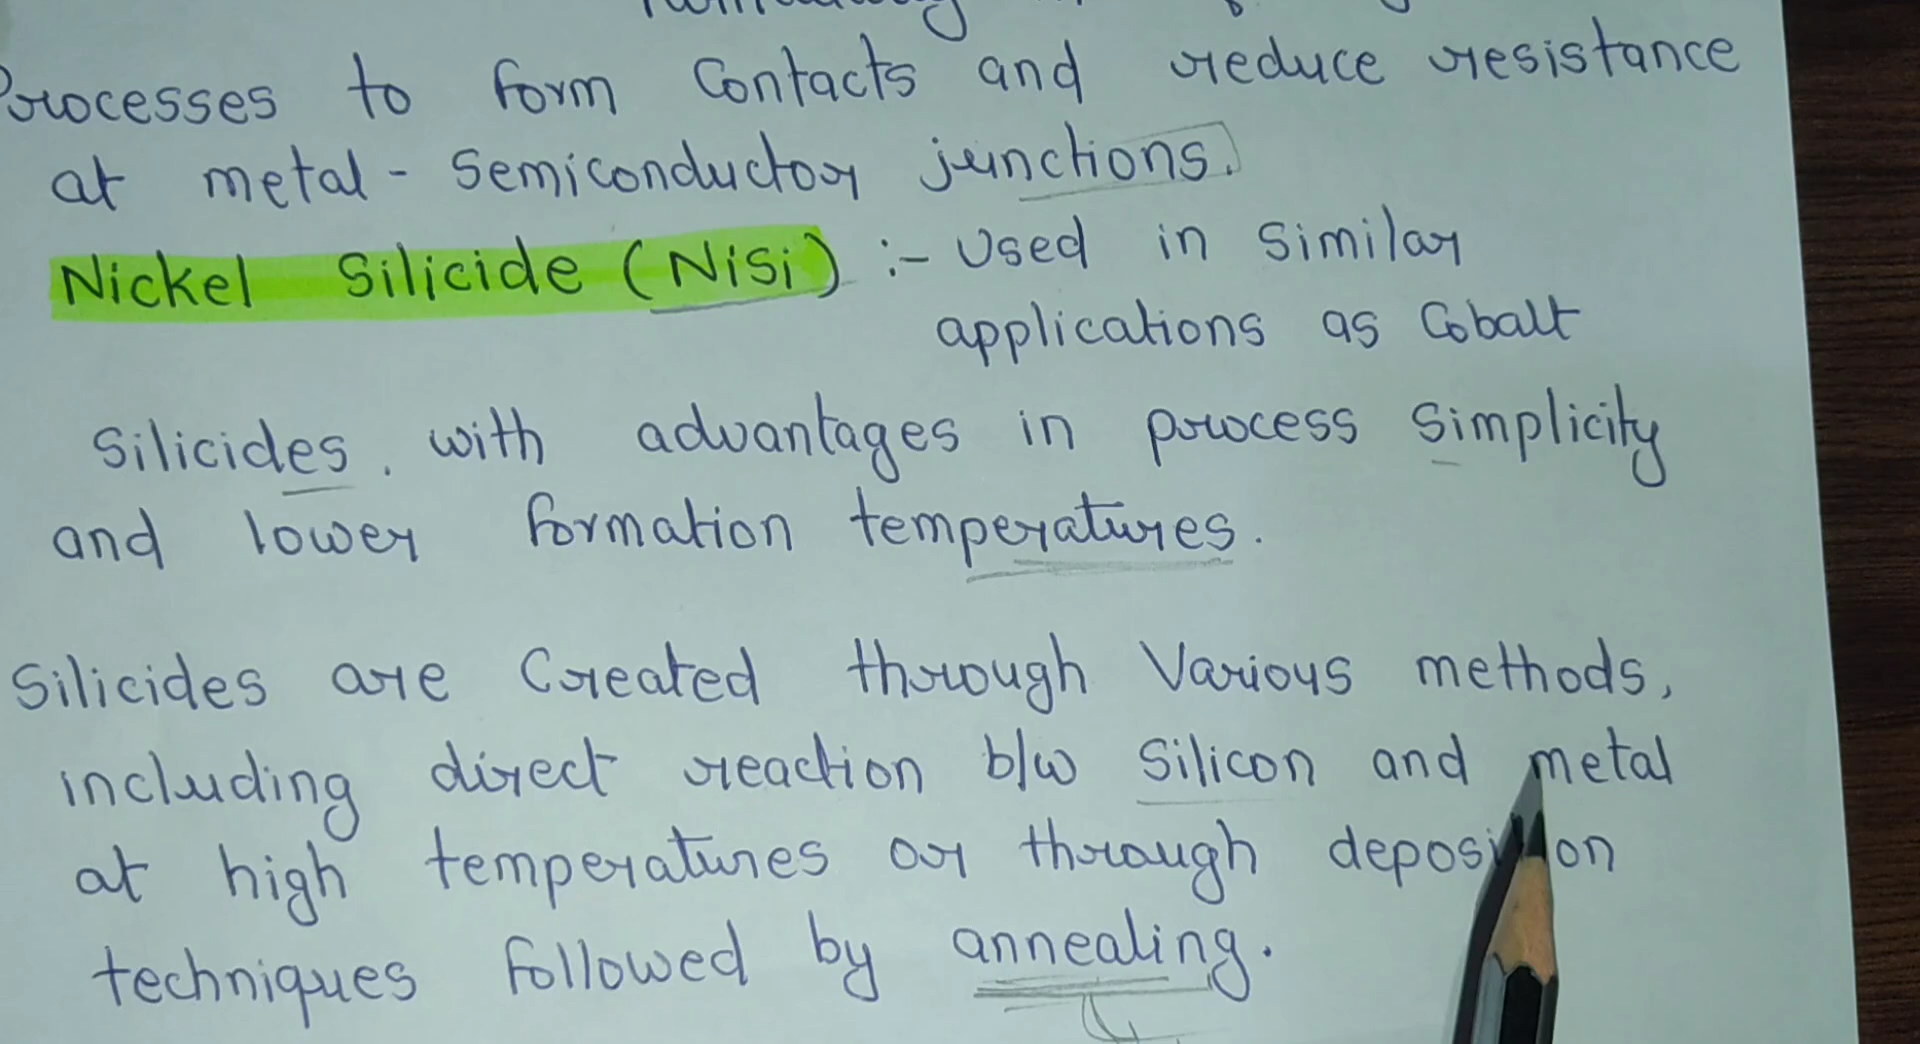 Processes to form Contacts and reduce resistance
at metal - Semiconductor junctions.
Nickel Silicide (NiSi) :- Used in Similar
applications as Cobalt
Silicides. with advantages in process Simplicity
and lower formation temperatures.
Silicides are Created through Various methods,
including direct reaction b/w Silicon and metal
at high temperatures or through deposition
techniques followed by annealing.